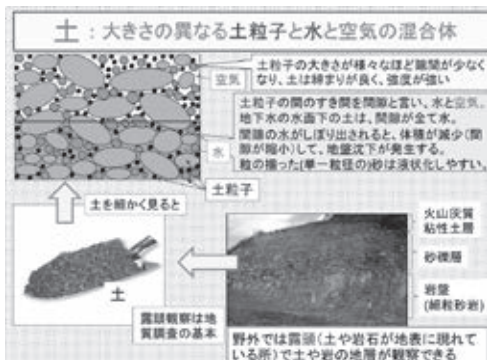 土：大きさの異なる土粒子と水と空気の混合体
土粒子の大きさが様々なほど隙間が少なく
なり、土は締まりが良く、強度が強い
空気
土粒子の間のすき間を間隙と言い、水と空気。
地下水の水面下の土は、間隙が全て水。
間隙の水がしぼり出されると、体積が減少(間
隙が縮小)して、地盤沈下が発生する。
粒の揃った(単一粒径の)砂は液状化しやすい。
水
土粒子
土を細かく見ると
土
火山灰質
粘性土層
砂礫層
岩盤
(細粒砂岩)
露頭観察は地
質調査の基本
野外では露頭(土や岩石が地表に現れて
いる所)で土や岩の地層が観察できる